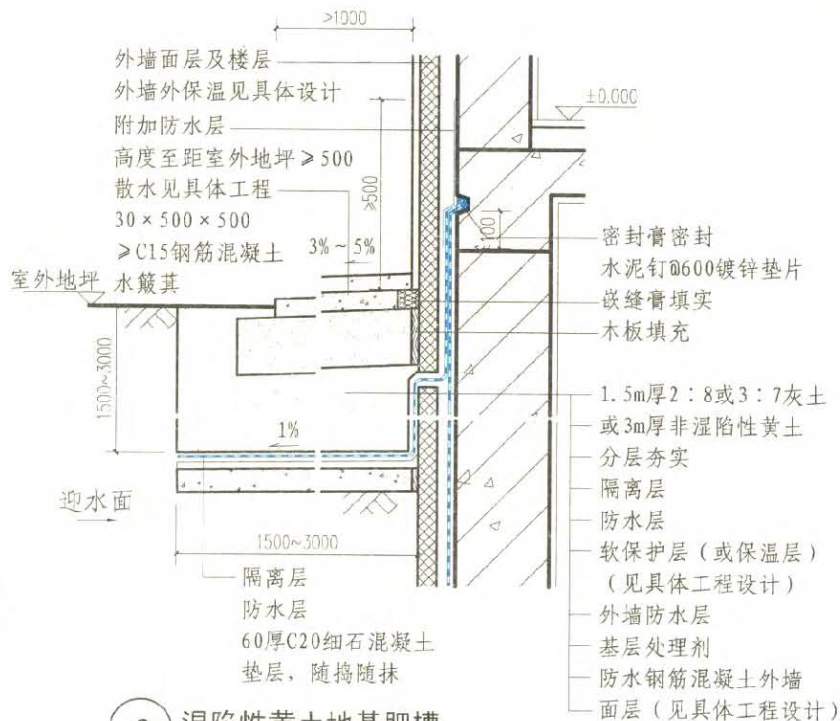 >1000
外墙面层及楼层
外墙外保温见具体设计
附加防水层
高度至距室外地坪≥500
散水见具体工程
30×500×500
≥C15钢筋混凝土
水簸箕
3%~5%
≥500
±0.000
室外地坪
密封膏密封
水泥钉@600镀锌垫片
嵌缝膏填实
木板填充
1500~3000
1%
迎水面
1500~3000
1.5m厚2:8或3:7灰土
或3m厚非湿陷性黄土
分层夯实
隔离层
防水层
软保护层（或保温层）
（见具体工程设计）
外墙防水层
基层处理剂
防水钢筋混凝土外墙
面层（见具体工程设计）
隔离层
防水层
60厚C20细石混凝土
垫层，随捣随抹
湿陷性黄土地基肥槽